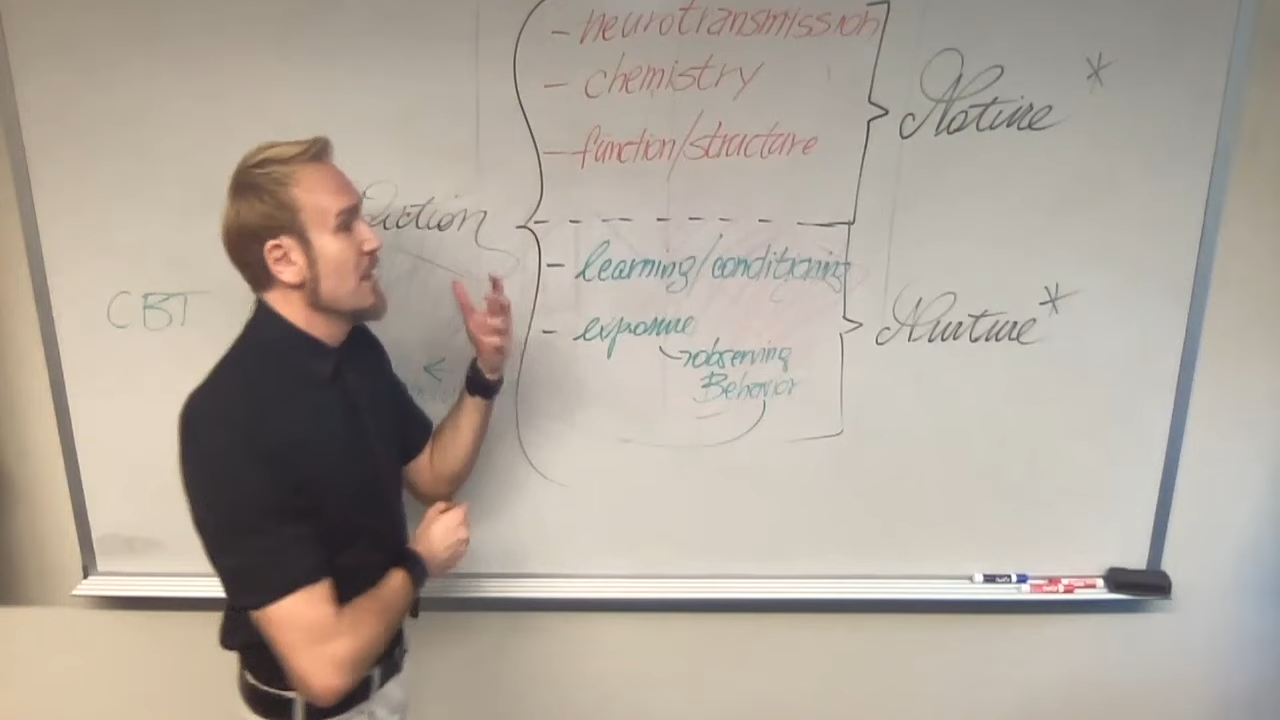 - neurotransmission
- chemistry
- function/structure
Nature *
CBT
- learning/conditioning
- exposure
observing
Behavior
Nurture *